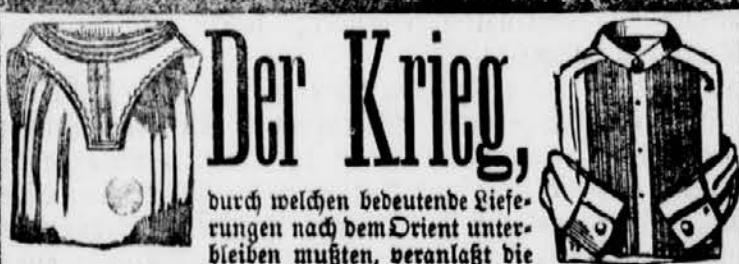 Der Krieg,
durch welchen bedeutende Liefe-
rungen nach dem Orient unter-
bleiben mußten, veranlaßt die